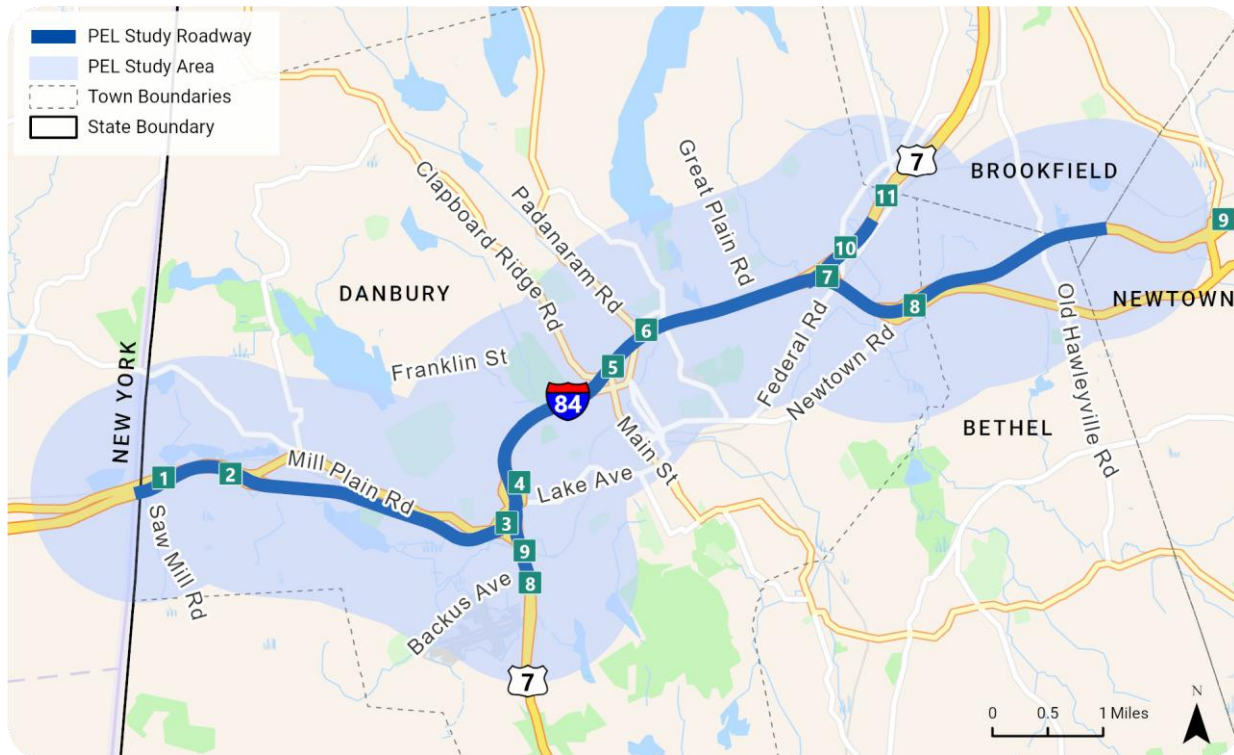 PEL Study Roadway
PEL Study Area
Town Boundaries
State Boundary
Clapboard Ridge Rd
Padanaram Rd
Great Plain Rd
7
BROOKFIELD
11
10
9
7
8
DANBURY
NEWTOWN
6
Federal Rd
Newtown Rd
Old Hawleyville Rd
Franklin St
5
84
NEW YORK
BETHEL
Main St
1
2
Mill Plain Rd
4
Lake Ave
3
Saw Mill Rd
9
8
Backus Ave
7
N
0 0.5 1 Miles